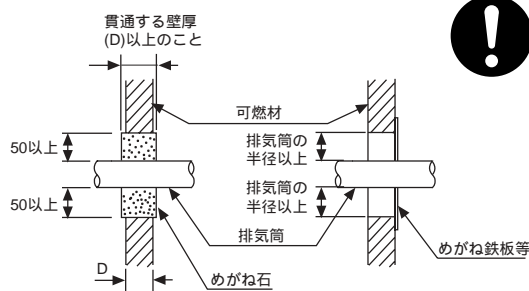 貫通する壁厚
(D)以上のこと
可燃材
50以上
50以上
排気筒の
半径以上
排気筒の
半径以上
排気筒
めがね鉄板等
D
めがね石